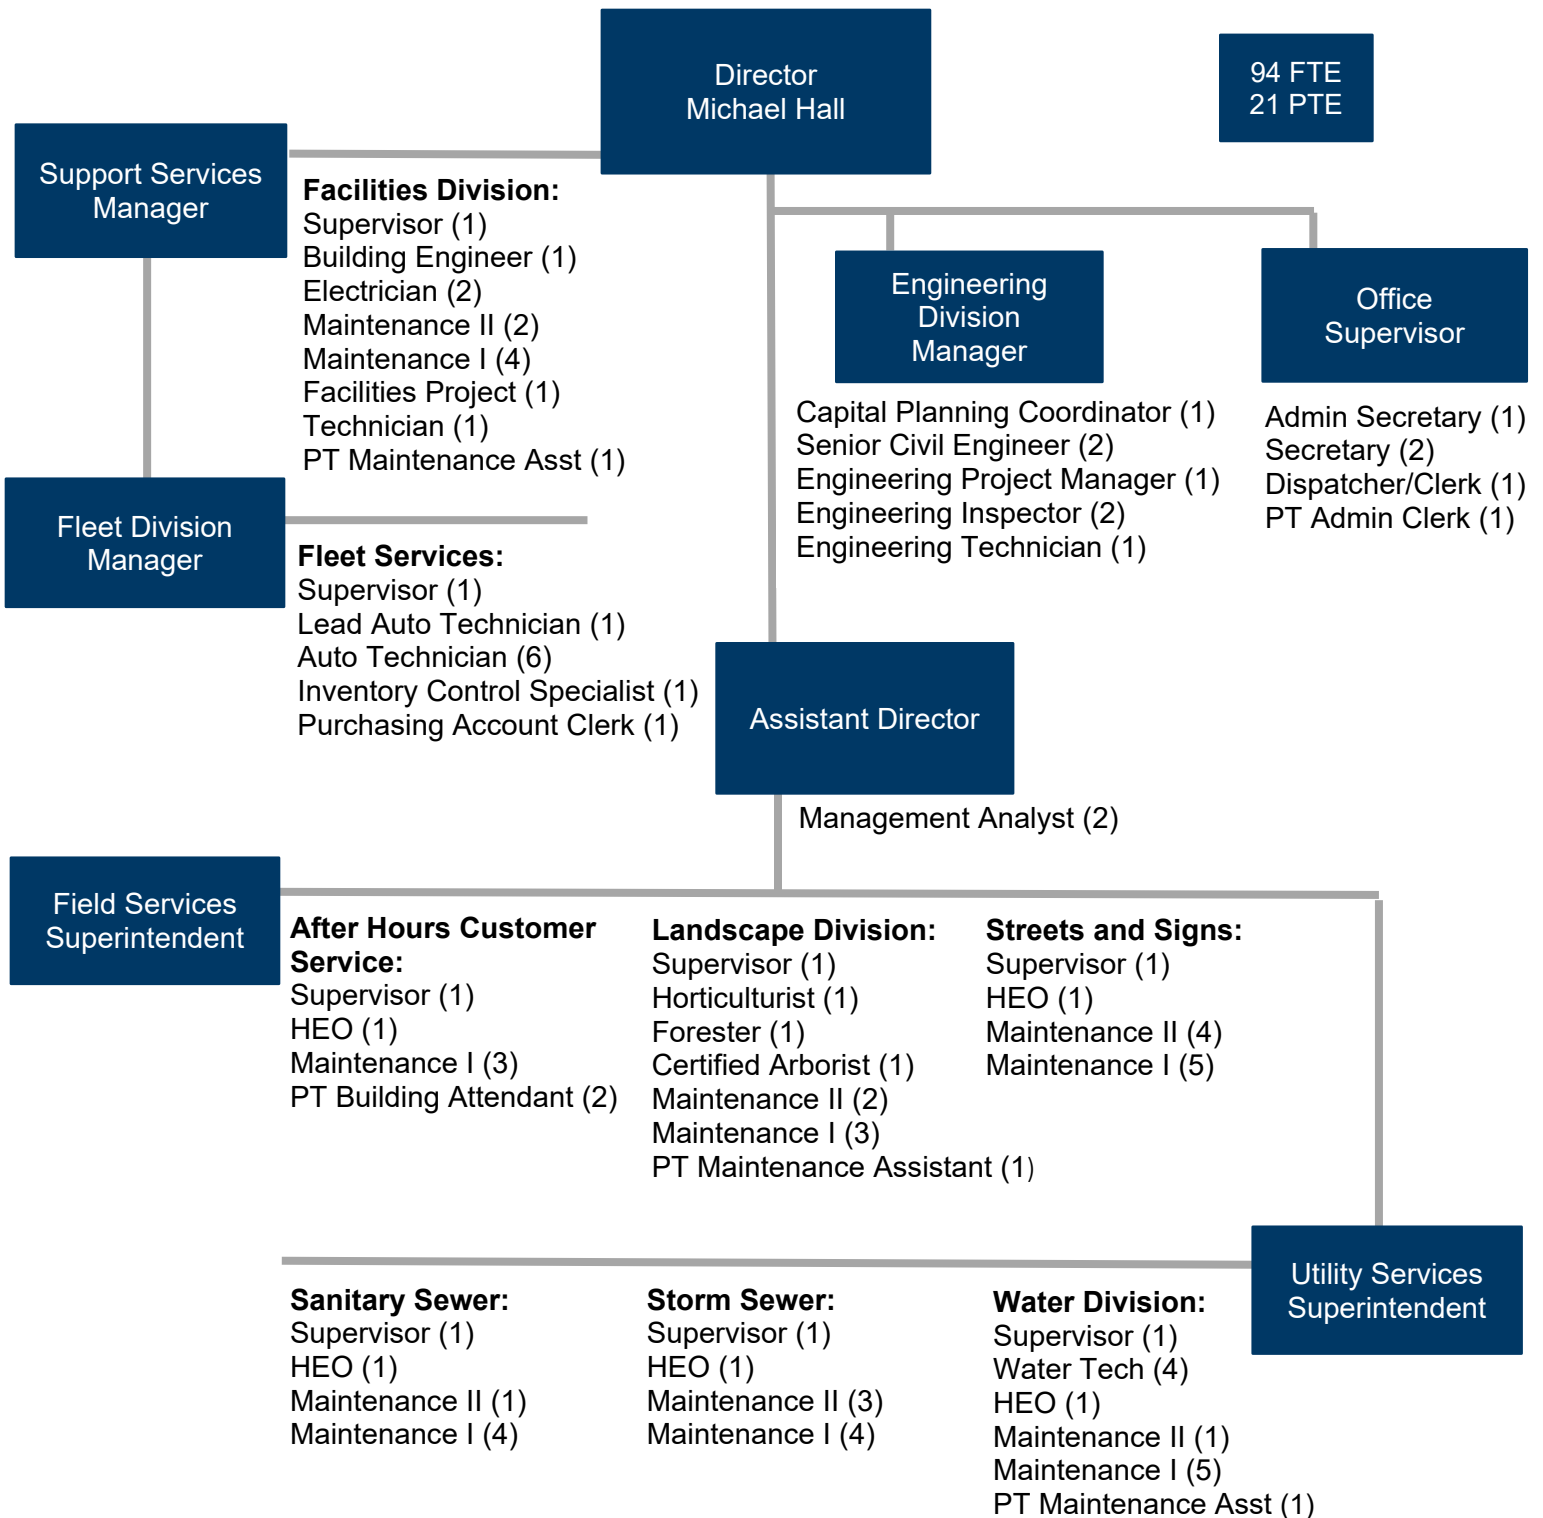 Director
Michael Hall
94 FTE
21 PTE
Support Services
Manager
Facilities Division:
Supervisor (1)
Building Engineer (1)
Electrician (2)
Maintenance II (2)
Maintenance I (4)
Facilities Project (1)
Technician (1)
PT Maintenance Asst (1)
Engineering
Division
Manager
Capital Planning Coordinator (1)
Senior Civil Engineer (2)
Engineering Project Manager (1)
Engineering Inspector (2)
Engineering Technician (1)
Office
Supervisor
Admin Secretary (1)
Secretary (2)
Dispatcher/Clerk (1)
PT Admin Clerk (1)
Fleet Division
Manager
Fleet Services:
Supervisor (1)
Lead Auto Technician (1)
Auto Technician (6)
Inventory Control Specialist (1)
Purchasing Account Clerk (1)
Assistant Director
Management Analyst (2)
Field Services
Superintendent
After Hours Customer
Service:
Supervisor (1)
HEO (1)
Maintenance I (3)
PT Building Attendant (2)
Landscape Division:
Supervisor (1)
Horticulturist (1)
Forester (1)
Certified Arborist (1)
Maintenance II (2)
Maintenance I (3)
PT Maintenance Assistant (1)
Streets and Signs:
Supervisor (1)
HEO (1)
Maintenance II (4)
Maintenance I (5)
Utility Services
Superintendent
Sanitary Sewer:
Supervisor (1)
HEO (1)
Maintenance II (1)
Maintenance I (4)
Storm Sewer:
Supervisor (1)
HEO (1)
Maintenance II (3)
Maintenance I (4)
Water Division:
Supervisor (1)
Water Tech (4)
HEO (1)
Maintenance II (1)
Maintenance I (5)
PT Maintenance Asst (1)